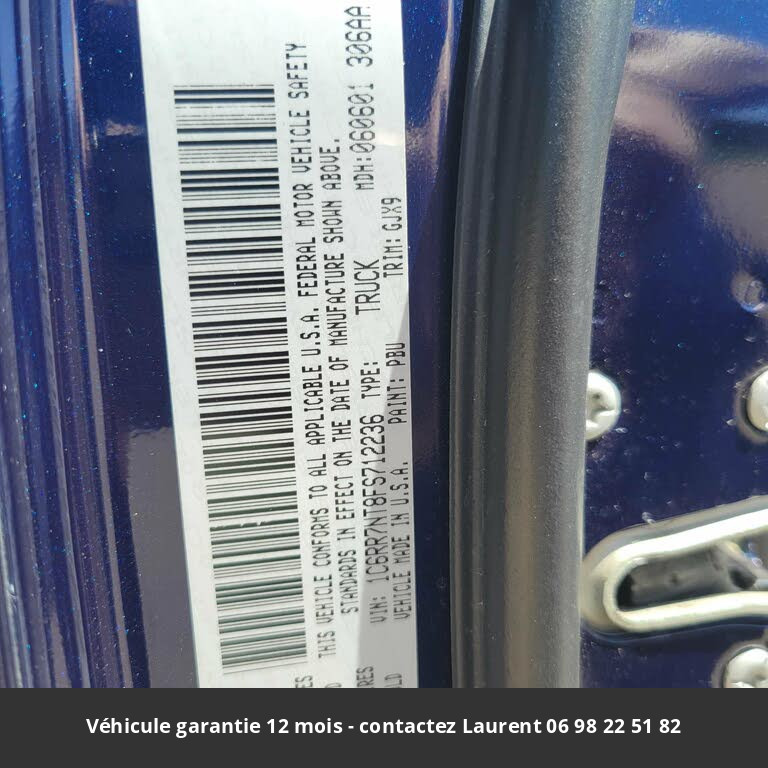 THIS VEHICLE CONFORMS TO ALL APPLICABLE U.S.A. FEDERAL MOTOR VEHICLE SAFETY
STANDARDS IN EFFECT ON THE DATE OF MANUFACTURE SHOWN ABOVE.
MDH:060601 306AA
VIN: 1C6RR7NT8FS712236 TYPE: TRUCK
VEHICLE MADE IN U.S.A. PAINT: PBU TRIM: GJX9
Véhicule garantie 12 mois - contactez Laurent 06 98 22 51 82